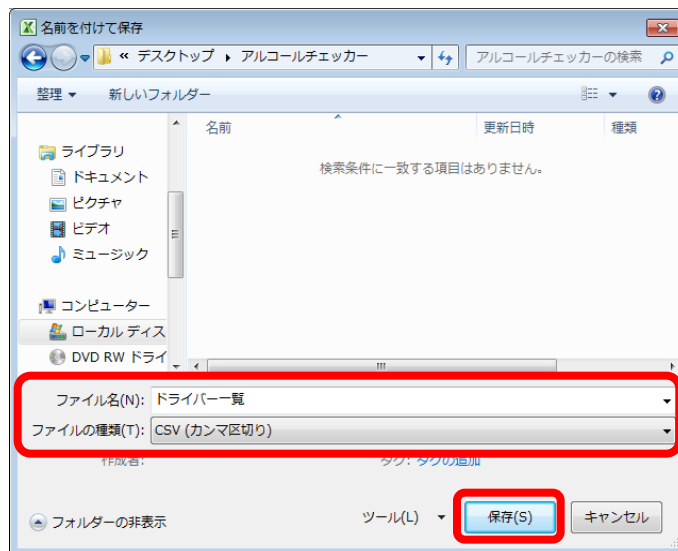 名前を付けて保存
« デスクトップ ▸ アルコールチェッカー
アルコールチェッカーの検索
整理 ▼ 新しいフォルダー
名前 更新日時 種類
検索条件に一致する項目はありません。
ライブラリ
ドキュメント
ピクチャ
ビデオ
ミュージック
コンピューター
ローカル ディス
DVD RW ドライ
ファイル名(N): ドライバー一覧
ファイルの種類(T): CSV (カンマ区切り)
作成者: タグ: タグの追加
フォルダーの非表示 ツール(L) ▼ 保存(S) キャンセル